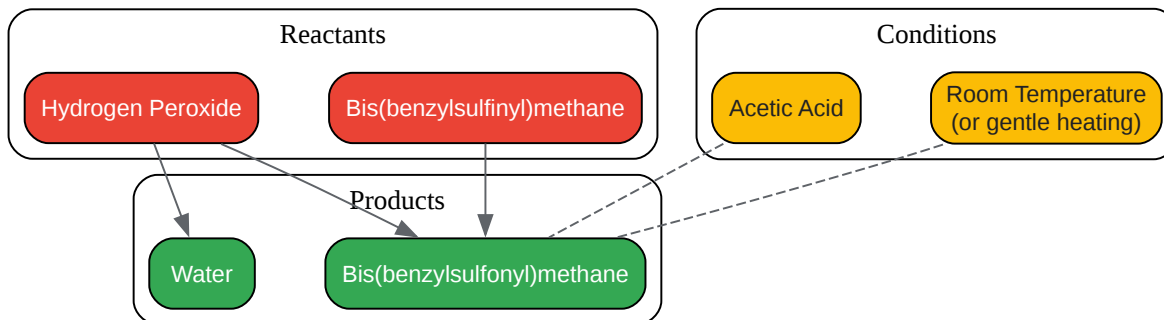 Reactants
Conditions
Hydrogen Peroxide
Bis(benzylsulfinyl)methane
Acetic Acid
Room Temperature
(or gentle heating)
Products
Water
Bis(benzylsulfonyl)methane